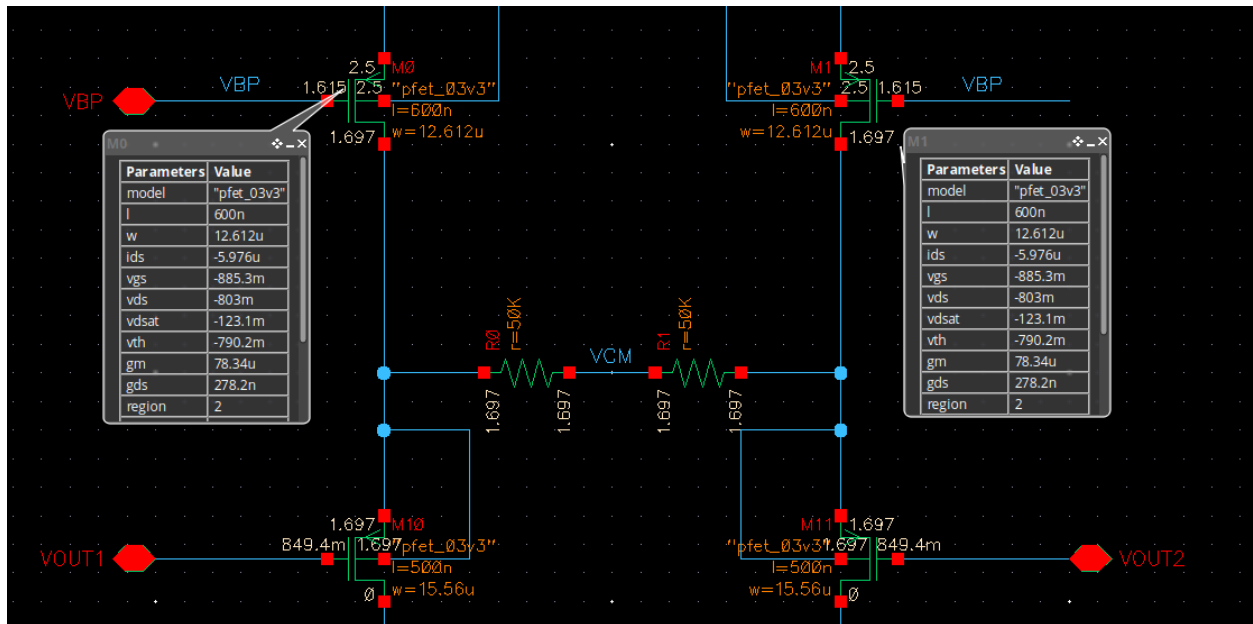 2.5
M0
VBP
VBP
1.615
2.5
"pfet_03v3"
l=600n
w=12.612u
1.697
M1
2.5
"pfet_03v3"
2.5
1.615
VBP
l=600n
w=12.612u
1.697
M0
Parameters Value
model "pfet_03v3"
l 600n
w 12.612u
ids -5.976u
vgs -885.3m
vds -803m
vdsat -123.1m
vth -790.2m
gm 78.34u
gds 278.2n
region 2
M1
Parameters Value
model "pfet_03v3"
l 600n
w 12.612u
ids -5.976u
vgs -885.3m
vds -803m
vdsat -123.1m
vth -790.2m
gm 78.34u
gds 278.2n
region 2
R0
r=50K
VCM
R1
r=50K
1.697
1.697
1.697
1.697
1.697
M10
849.4m
1.697
"pfet_03v3"
VOUT1
l=500n
w=15.56u
0
M11
1.697
"pfet_03v3"
1.697
849.4m
VOUT2
l=500n
w=15.56u
0